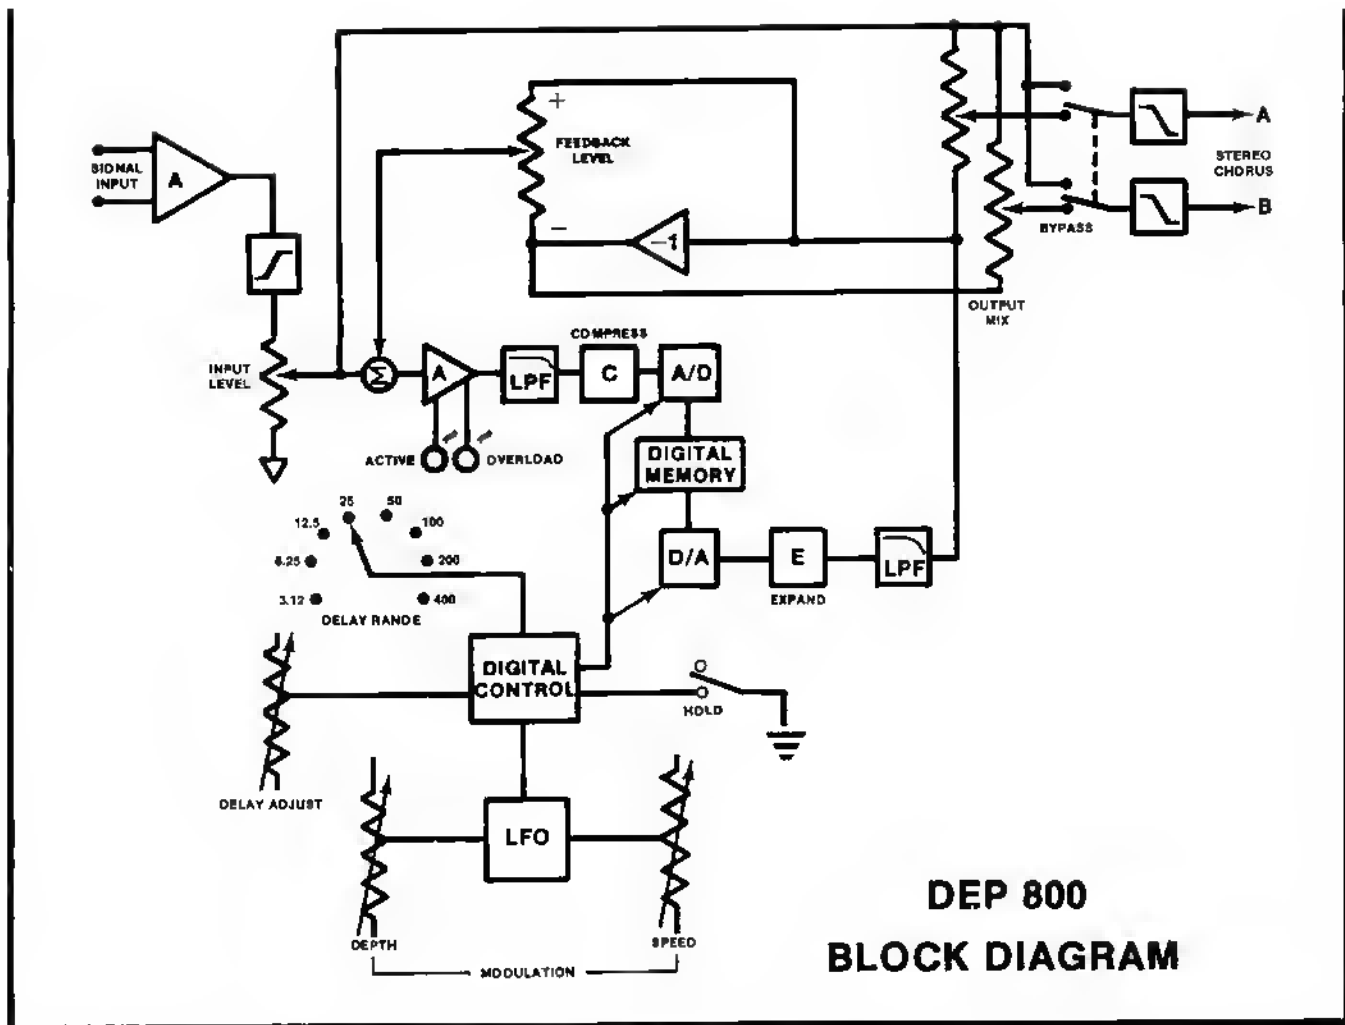 A
SIGNAL
INPUT
+
FEEDBACK
LEVEL
−
−1
A
STEREO
CHORUS
B
BYPASS
OUTPUT
MIX
INPUT
LEVEL
Σ
A
LPF
COMPRESS
C
A/D
ACTIVE
OVERLOAD
DIGITAL
MEMORY
D/A
E
EXPAND
LPF
3.12
6.25
12.5
25
50
100
200
400
DELAY RANGE
DIGITAL
CONTROL
HOLD
DELAY ADJUST
LFO
DEPTH
SPEED
MODULATION
DEP 800
BLOCK DIAGRAM